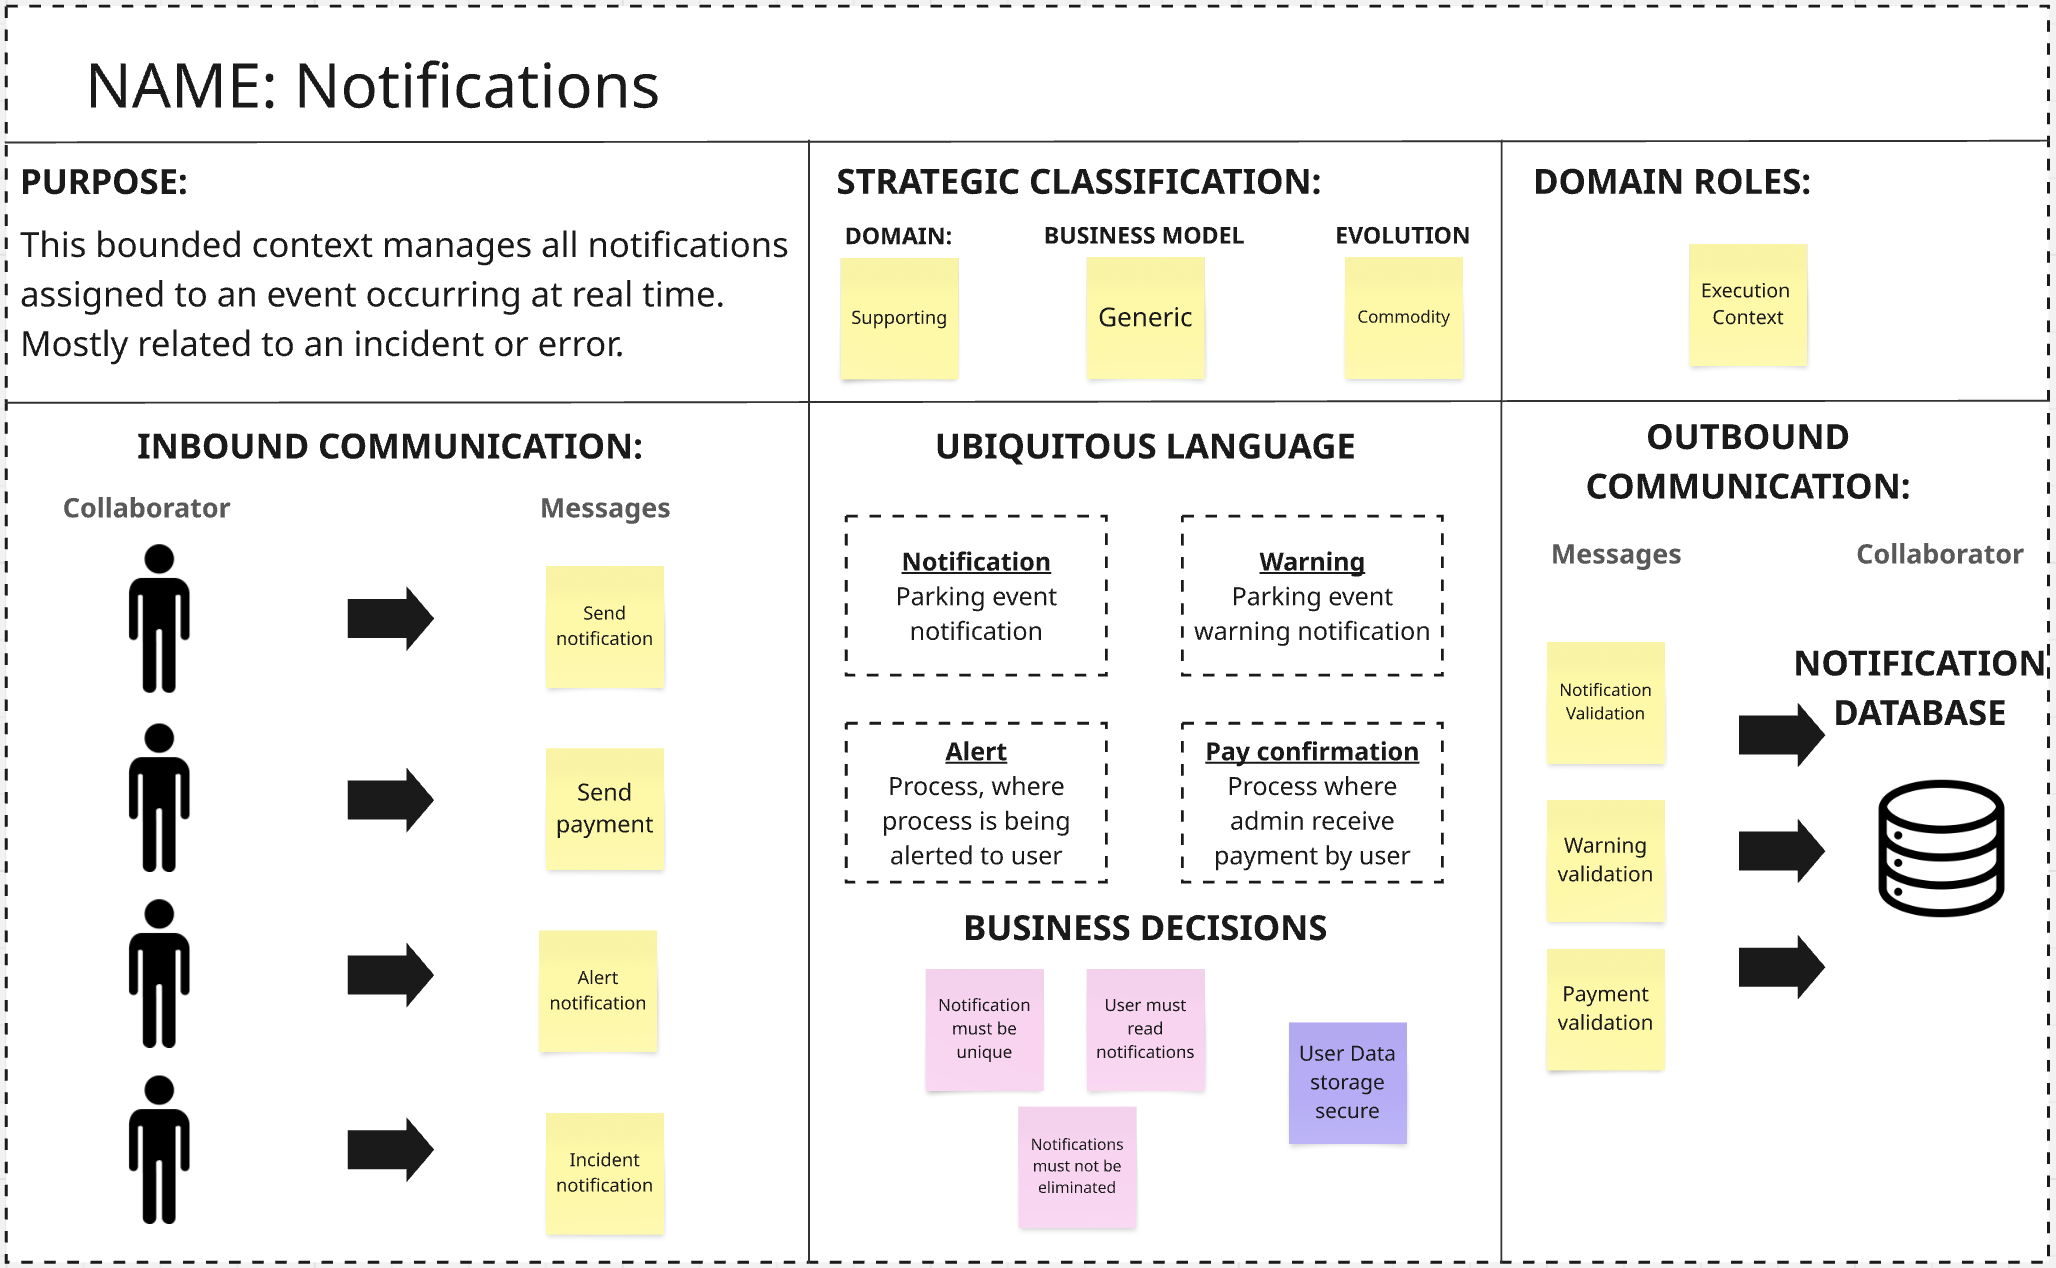 NAME: Notifications
PURPOSE:
This bounded context manages all notifications
assigned to an event occurring at real time.
Mostly related to an incident or error.
STRATEGIC CLASSIFICATION:
DOMAIN:
Supporting
BUSINESS MODEL
Generic
EVOLUTION
Commodity
DOMAIN ROLES:
Execution
Context
INBOUND COMMUNICATION:
Collaborator
Messages
Send
notification
Send
payment
Alert
notification
Incident
notification
UBIQUITOUS LANGUAGE
Notification
Parking event
notification
Warning
Parking event
warning notification
Alert
Process, where
process is being
alerted to user
Pay confirmation
Process where
admin receive
payment by user
BUSINESS DECISIONS
Notification
must be
unique
User must
read
notifications
Notifications
must not be
eliminated
User Data
storage
secure
OUTBOUND
COMMUNICATION:
Messages
Collaborator
Notification
Validation
Warning
validation
Payment
validation
NOTIFICATION
DATABASE